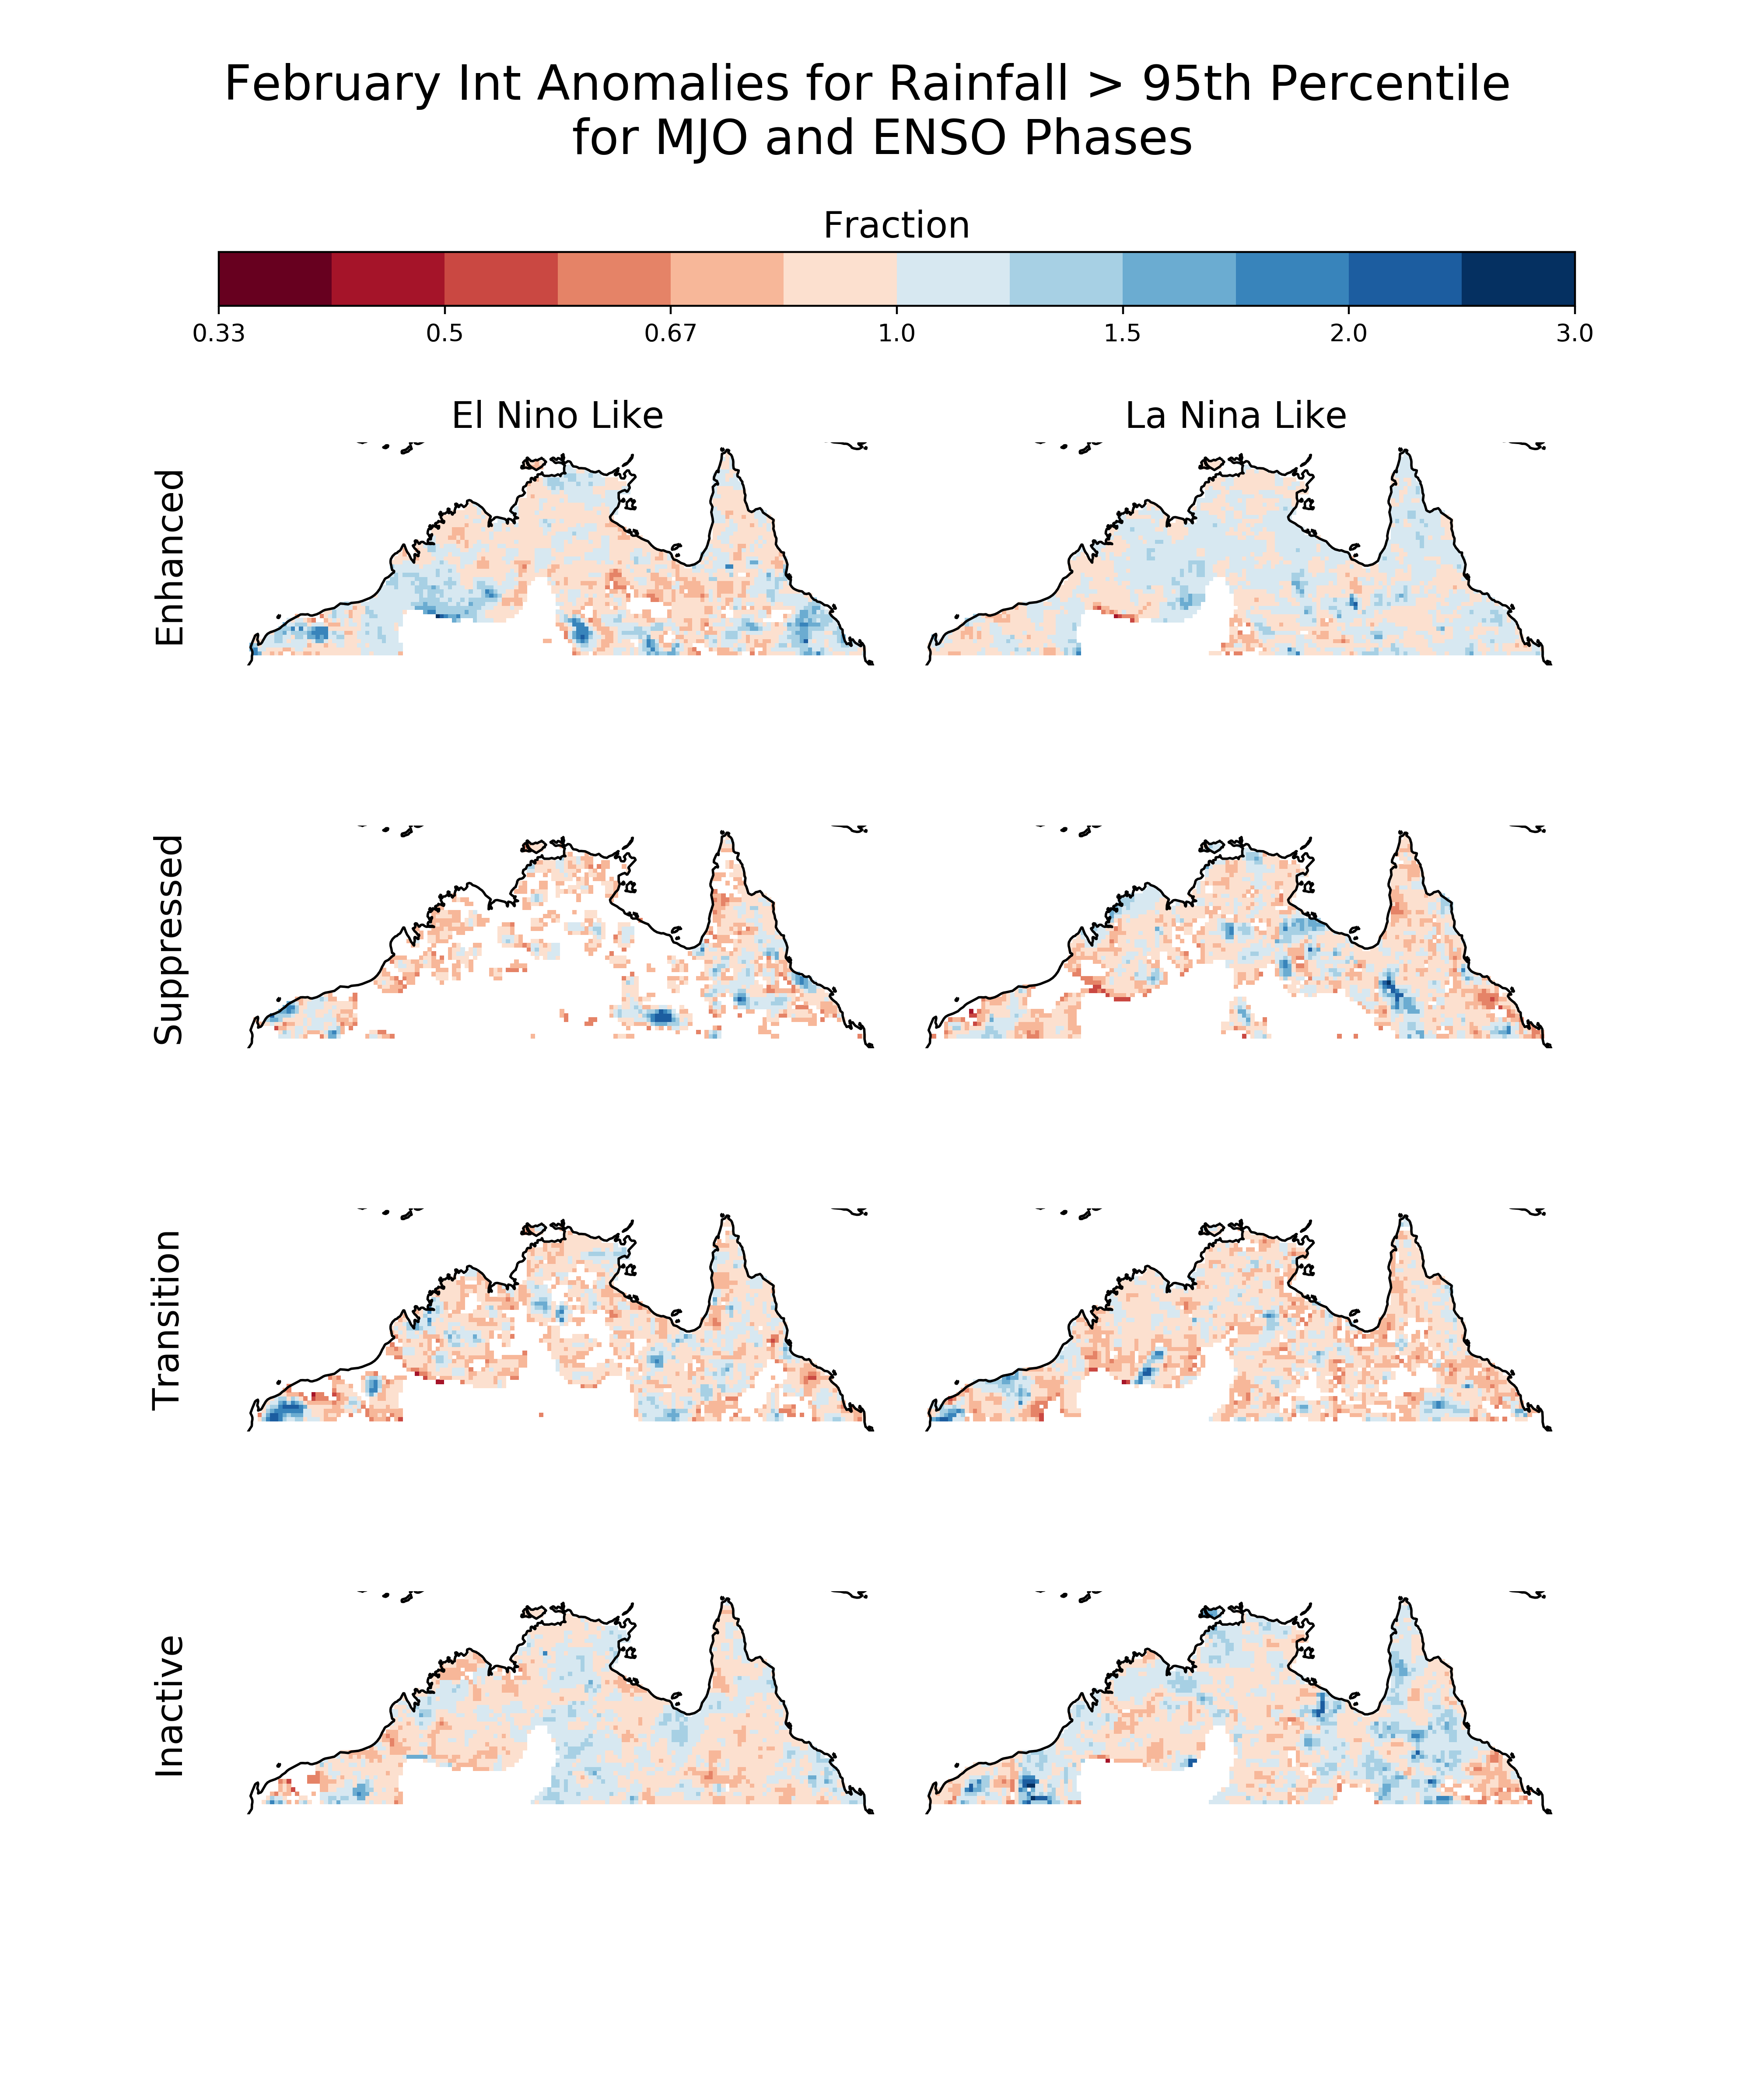 February Int Anomalies for Rainfall > 95th Percentile
for MJO and ENSO Phases
Fraction
0.33 0.5 0.67 1.0 1.5 2.0 3.0
El Nino Like La Nina Like
Enhanced
Suppressed
Transition
Inactive